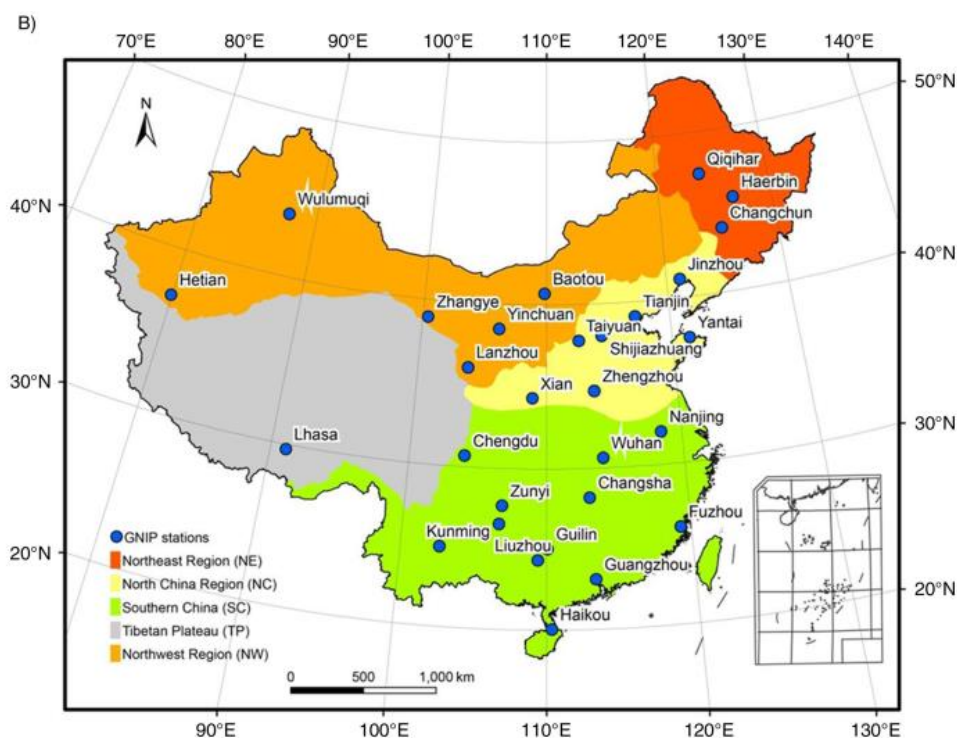 B)
70°E 80°E 90°E 100°E 110°E 120°E 130°E 140°E
50°N
N
Qiqihar
Haerbin
Wulumuqi
40°N
Changchun
40°N
Jinzhou
Hetian
Baotou
Zhangye
Tianjin
Yinchuan
Taiyuan
Yantai
Shijiazhuang
Lanzhou
30°N
Xian
Zhengzhou
Nanjing
30°N
Lhasa
Chengdu
Wuhan
Zunyi
Changsha
Fuzhou
GNIP stations
Kunming
Guilin
Liuzhou
20°N
Northeast Region (NE)
Guangzhou
North China Region (NC)
20°N
Southern China (SC)
Haikou
Tibetan Plateau (TP)
Northwest Region (NW)
0 500 1,000 km
90°E 100°E 110°E 120°E 130°E